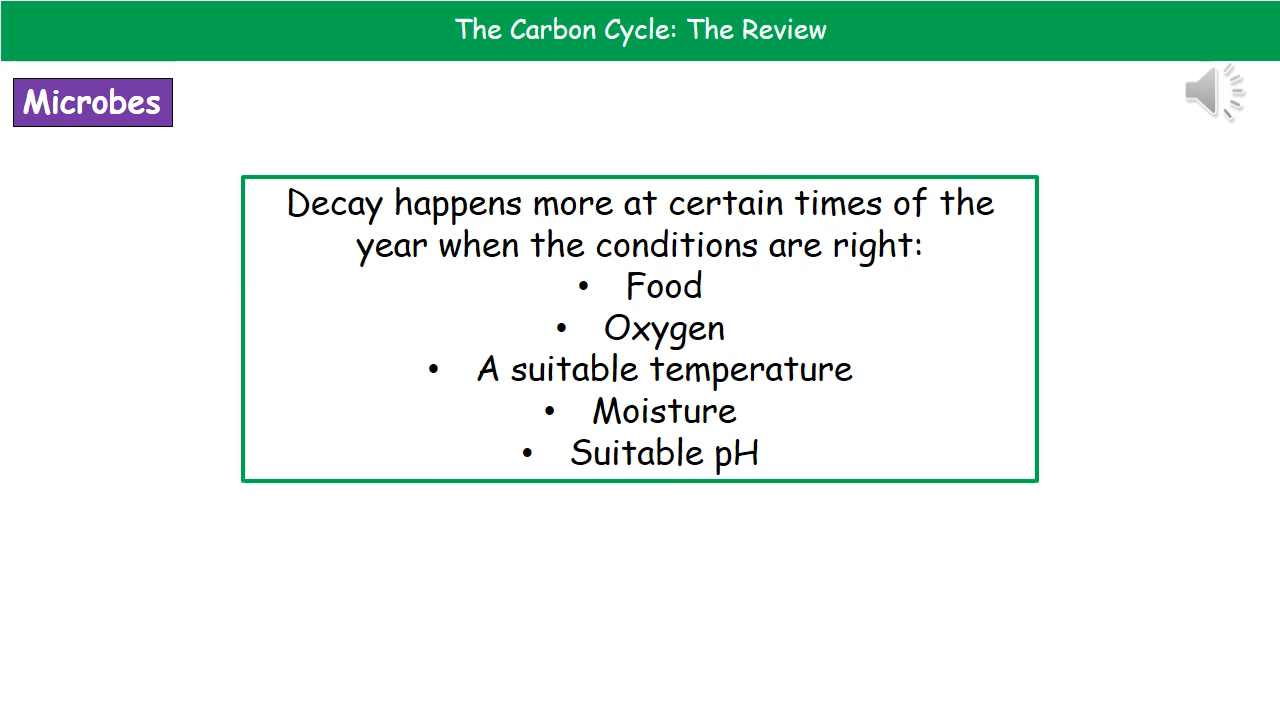 The Carbon Cycle: The Review
Microbes
Decay happens more at certain times of the
year when the conditions are right:
• Food
• Oxygen
• A suitable temperature
• Moisture
• Suitable pH